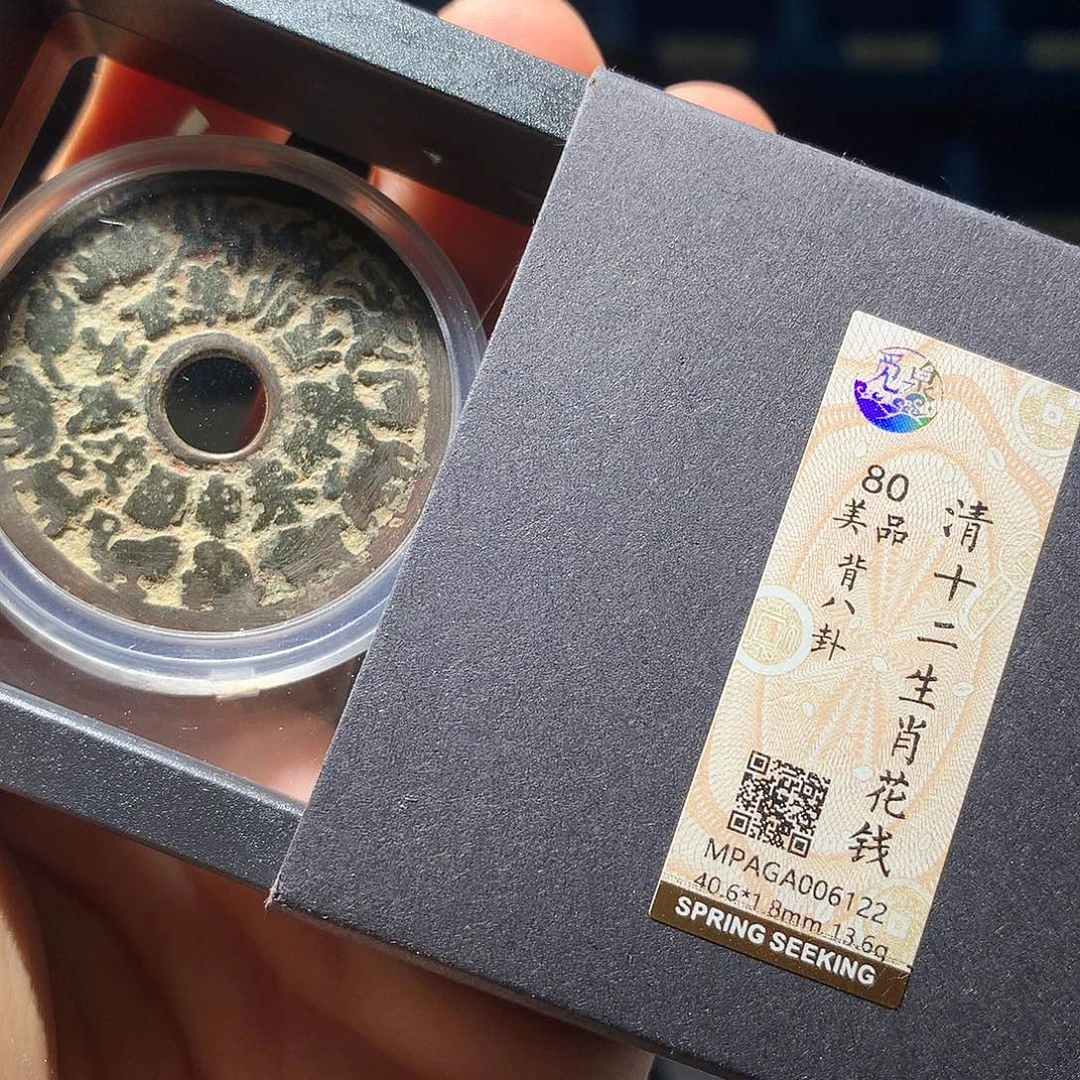 觅泉
清十二生肖花钱
80
美品
背八卦
MPAGA006122
40.6*1.8mm 13.6g
SPRING SEEKING